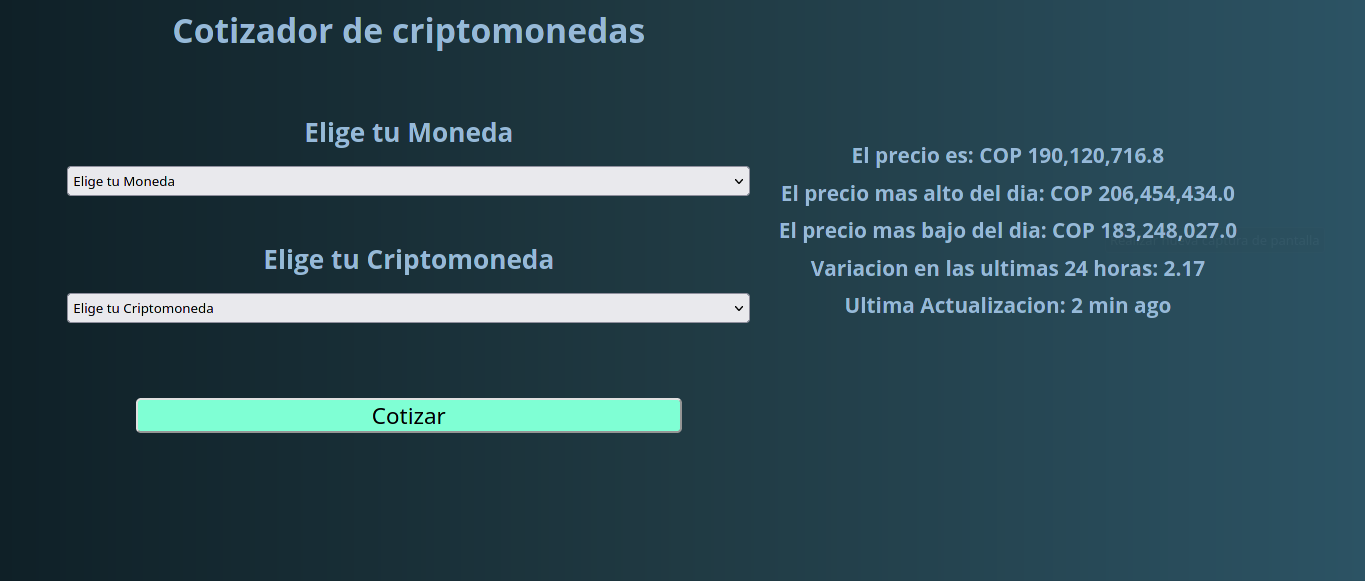 Cotizador de criptomonedas
Elige tu Moneda
Elige tu Moneda
Elige tu Criptomoneda
Elige tu Criptomoneda
Cotizar
El precio es: COP 190,120,716.8
El precio mas alto del dia: COP 206,454,434.0
El precio mas bajo del dia: COP 183,248,027.0
Variacion en las ultimas 24 horas: 2.17
Ultima Actualizacion: 2 min ago